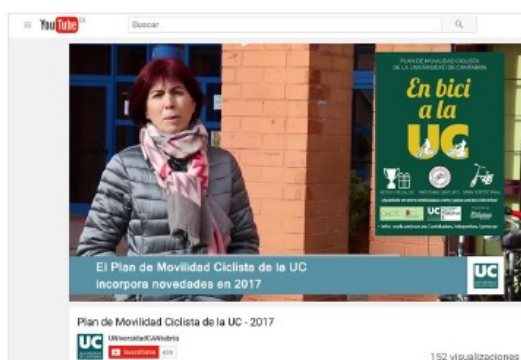 YouTube ES
Buscar
PLAN DE MOVILIDAD CICLISTA
DE LA UNIVERSIDAD DE CANTABRIA
En bici
a la
UC
El Plan de Movilidad Ciclista de la UC
incorpora novedades en 2017
UC
Plan de Movilidad Ciclista de la UC - 2017
UC
UNIversidadCANtabria
Suscribirse
152 visualizaciones